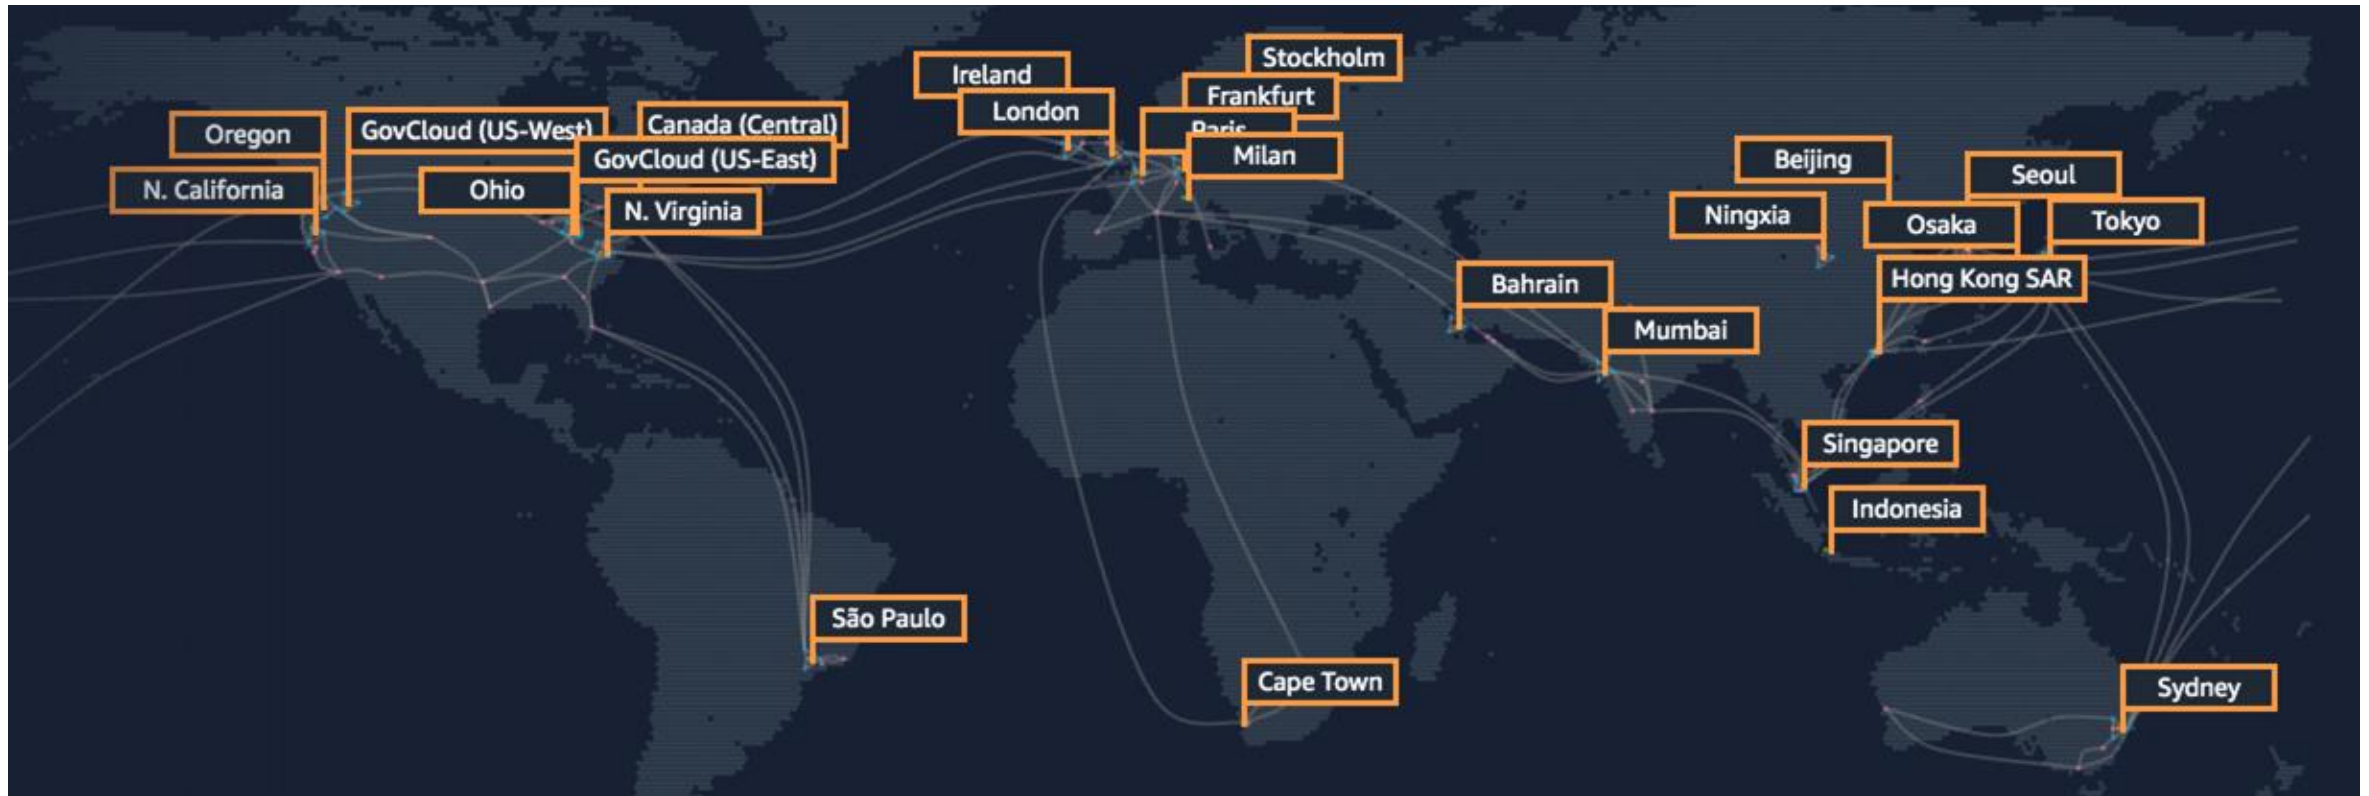 Stockholm
Ireland
Frankfurt
London
Paris
Milan
Oregon
GovCloud (US-West)
Canada (Central)
GovCloud (US-East)
N. California
Ohio
N. Virginia
Beijing
Seoul
Ningxia
Osaka
Tokyo
Hong Kong SAR
Bahrain
Mumbai
Singapore
Indonesia
São Paulo
Cape Town
Sydney